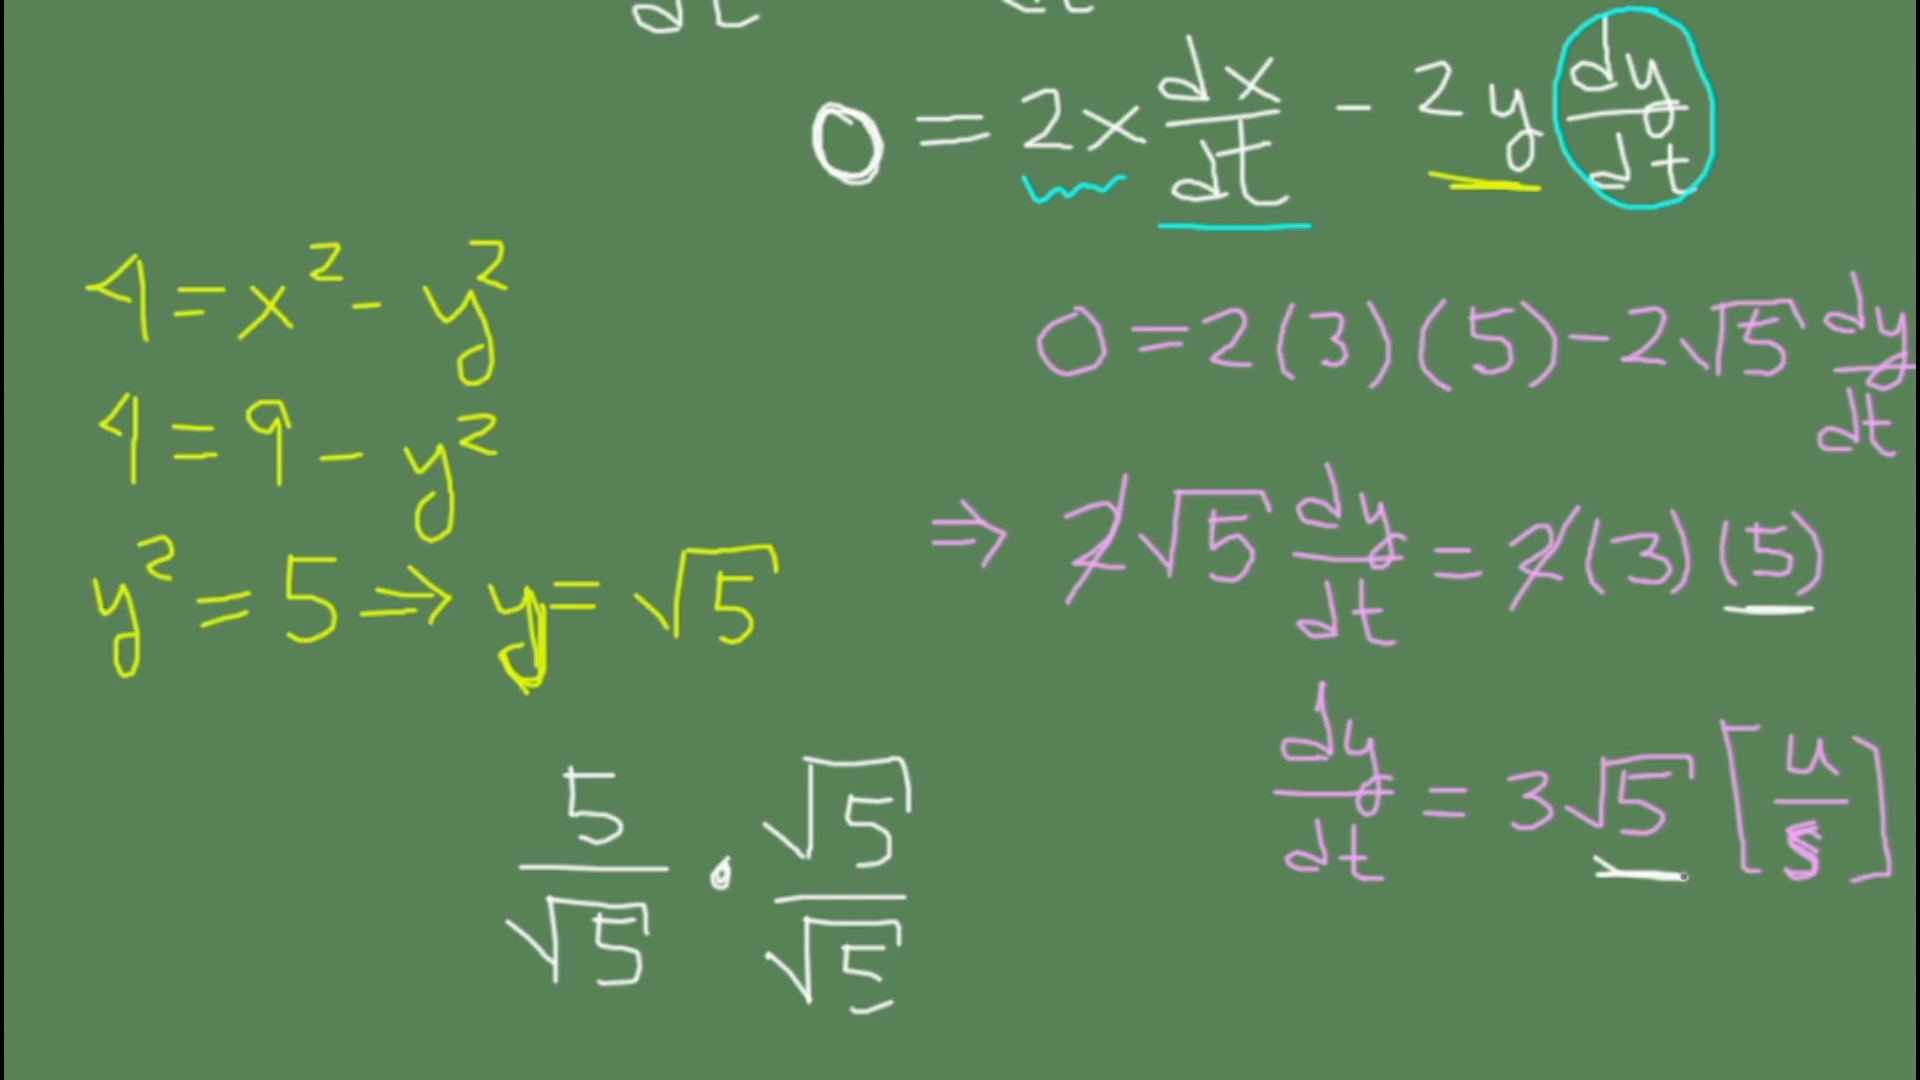 dt dt
0 = 2x dx/dt - 2y dy/dt
4 = x² - y²
4 = 9 - y²
y² = 5 ⇒ y = √5
0 = 2(3)(5) - 2√5 dy/dt
⇒ 2√5 dy/dt = 2(3)(5)
dy/dt = 3√5 [u/s]
5/√5 · √5/√5